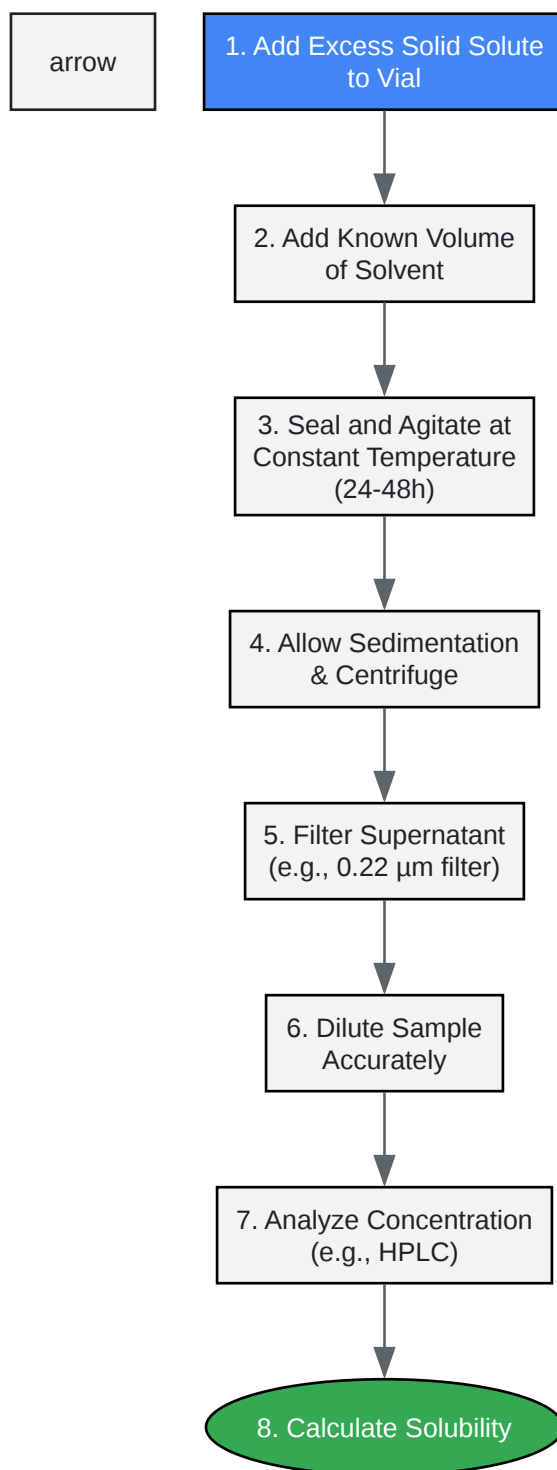 arrow
1. Add Excess Solid Solute
to Vial
2. Add Known Volume
of Solvent
3. Seal and Agitate at
Constant Temperature
(24-48h)
4. Allow Sedimentation
& Centrifuge
5. Filter Supernatant
(e.g., 0.22 µm filter)
6. Dilute Sample
Accurately
7. Analyze Concentration
(e.g., HPLC)
8. Calculate Solubility